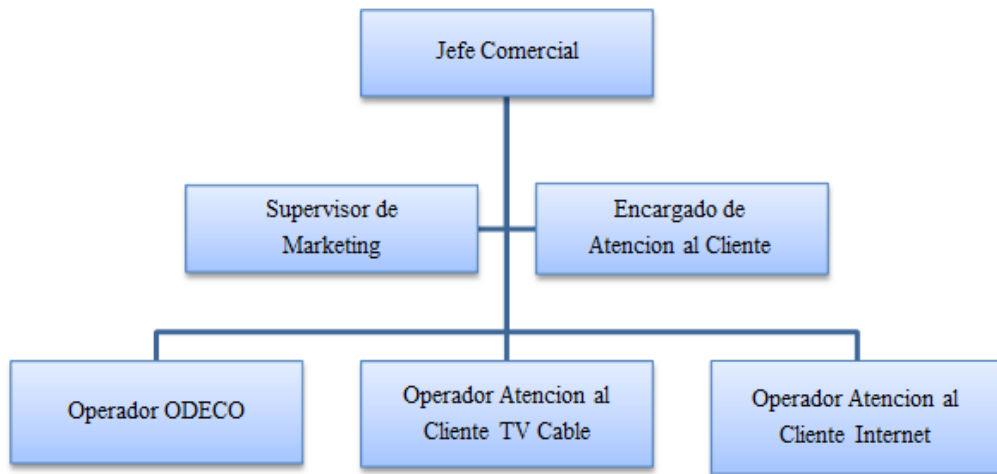 Jefe Comercial
Supervisor de
Marketing
Encargado de
Atencion al Cliente
Operador ODECO
Operador Atencion al
Cliente TV Cable
Operador Atencion al
Cliente Internet